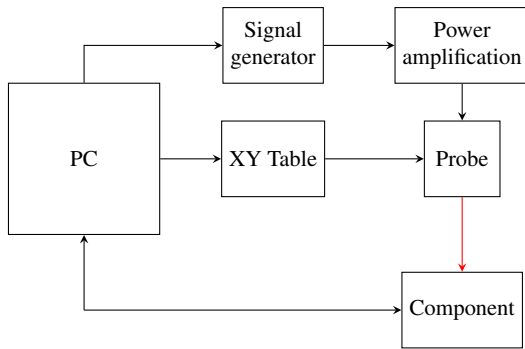 Signal
generator
Power
amplification
PC
XY Table
Probe
Component